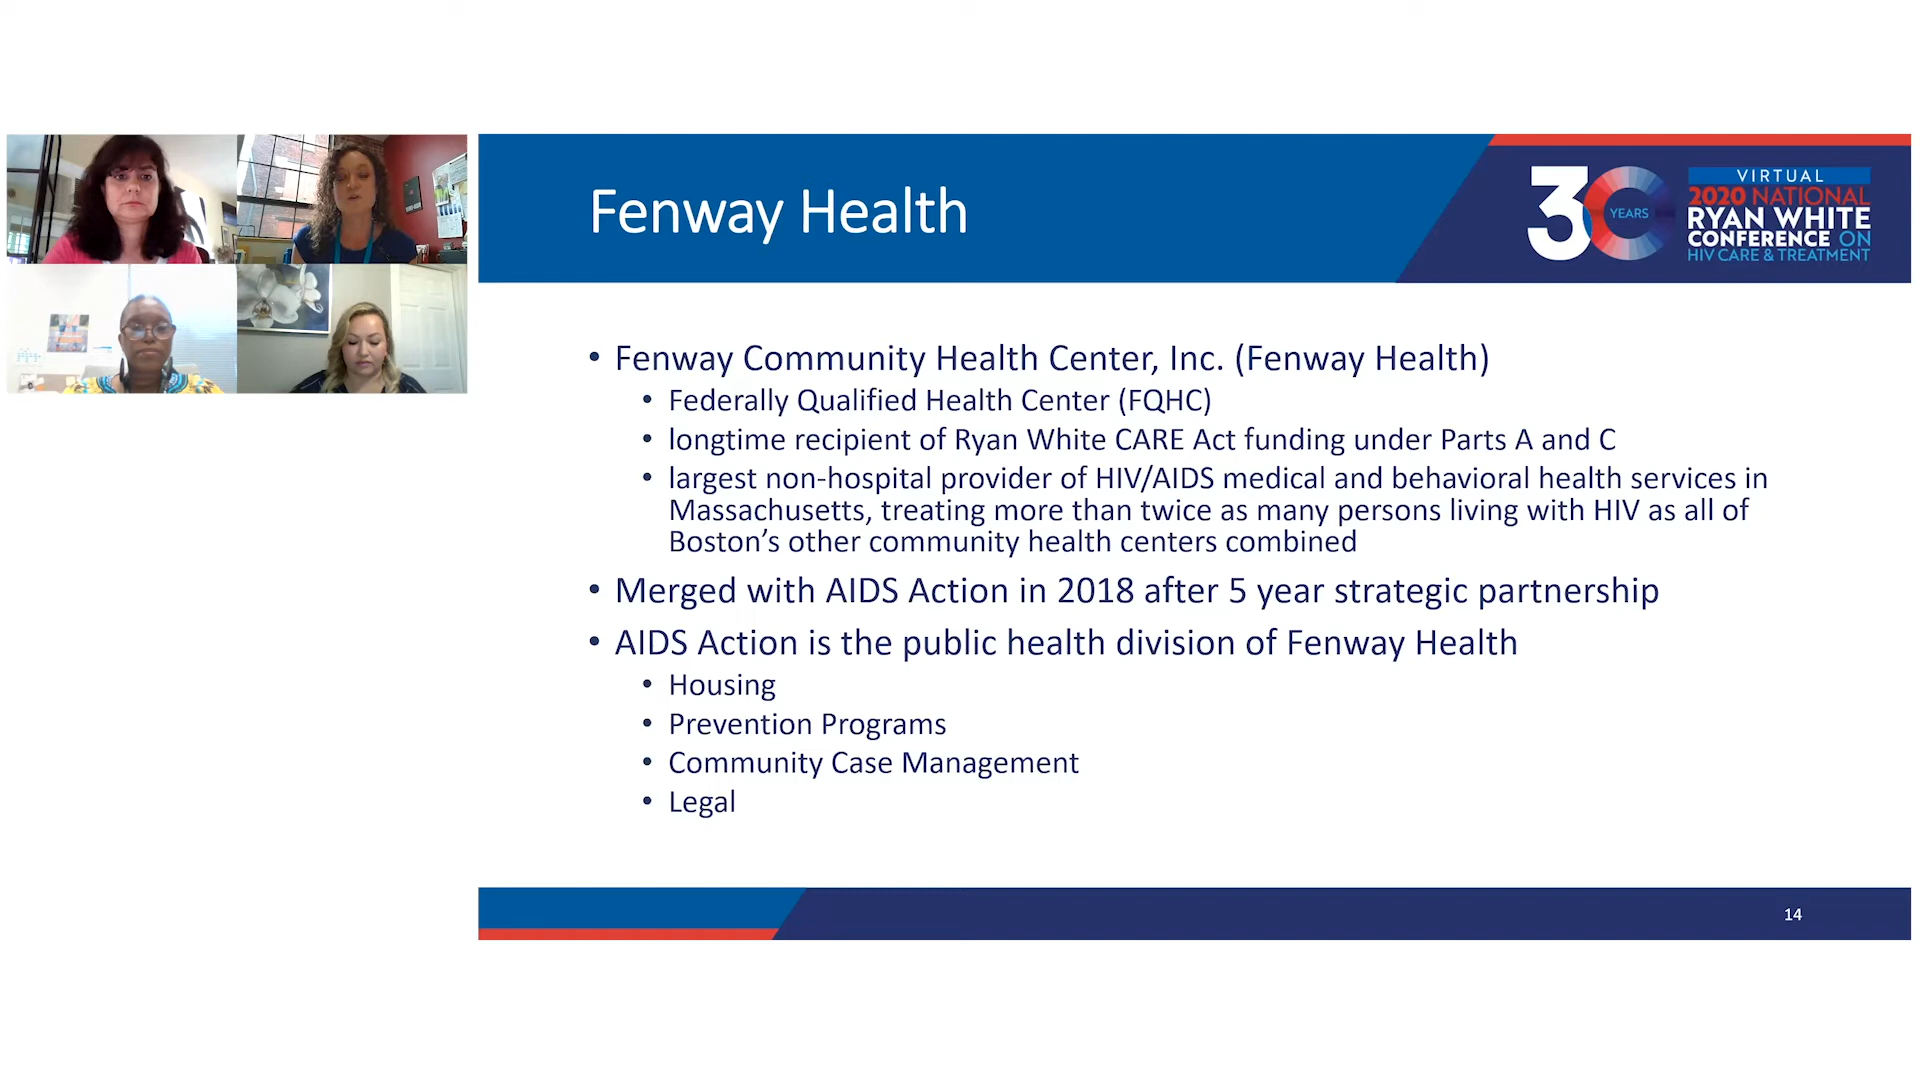 Fenway Health
30 YEARS
VIRTUAL
2020 NATIONAL
RYAN WHITE
CONFERENCE ON
HIV CARE & TREATMENT
• Fenway Community Health Center, Inc. (Fenway Health)
• Federally Qualified Health Center (FQHC)
• longtime recipient of Ryan White CARE Act funding under Parts A and C
• largest non-hospital provider of HIV/AIDS medical and behavioral health services in
Massachusetts, treating more than twice as many persons living with HIV as all of
Boston’s other community health centers combined
• Merged with AIDS Action in 2018 after 5 year strategic partnership
• AIDS Action is the public health division of Fenway Health
• Housing
• Prevention Programs
• Community Case Management
• Legal
14